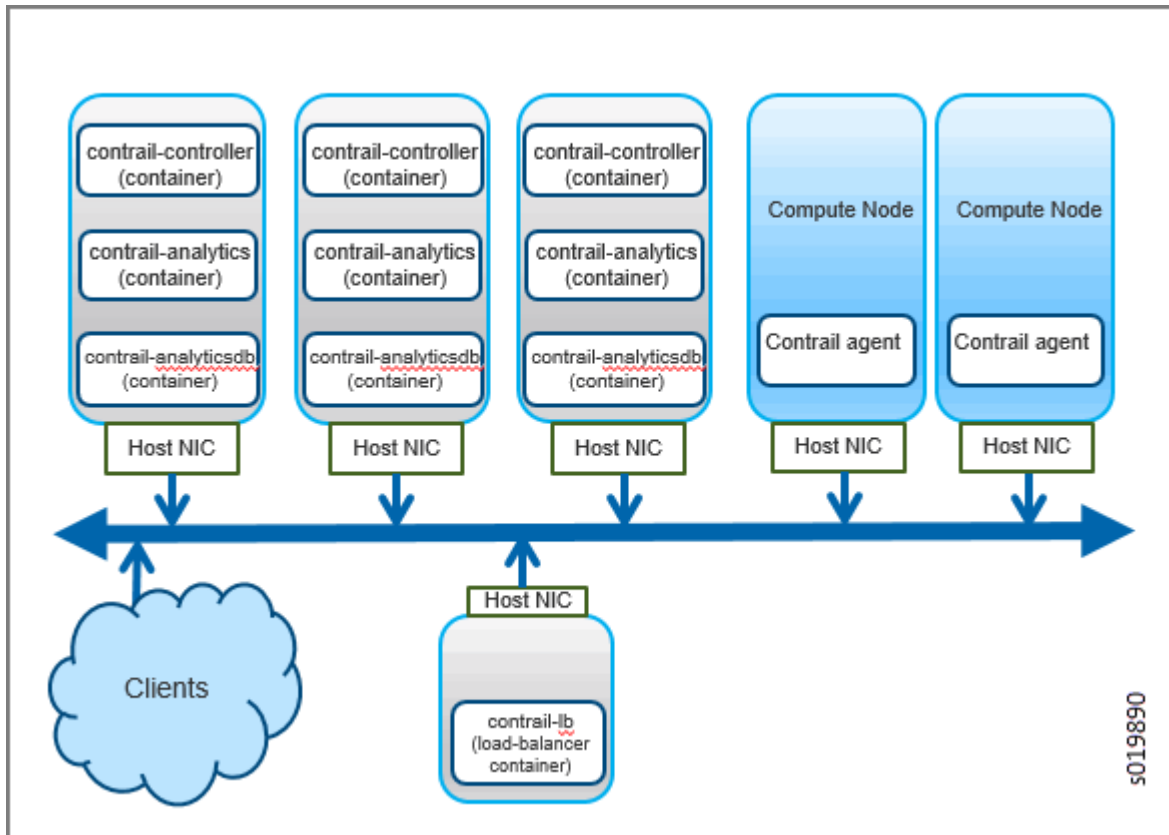 contrail-controller
(container)
contrail-analytics
(container)
contrail-analyticsdb
(container)
Host NIC
contrail-controller
(container)
contrail-analytics
(container)
contrail-analyticsdb
(container)
Host NIC
contrail-controller
(container)
contrail-analytics
(container)
contrail-analyticsdb
(container)
Host NIC
Compute Node
Contrail agent
Host NIC
Compute Node
Contrail agent
Host NIC
Clients
Host NIC
contrail-lb
(load-balancer
container)
s019890